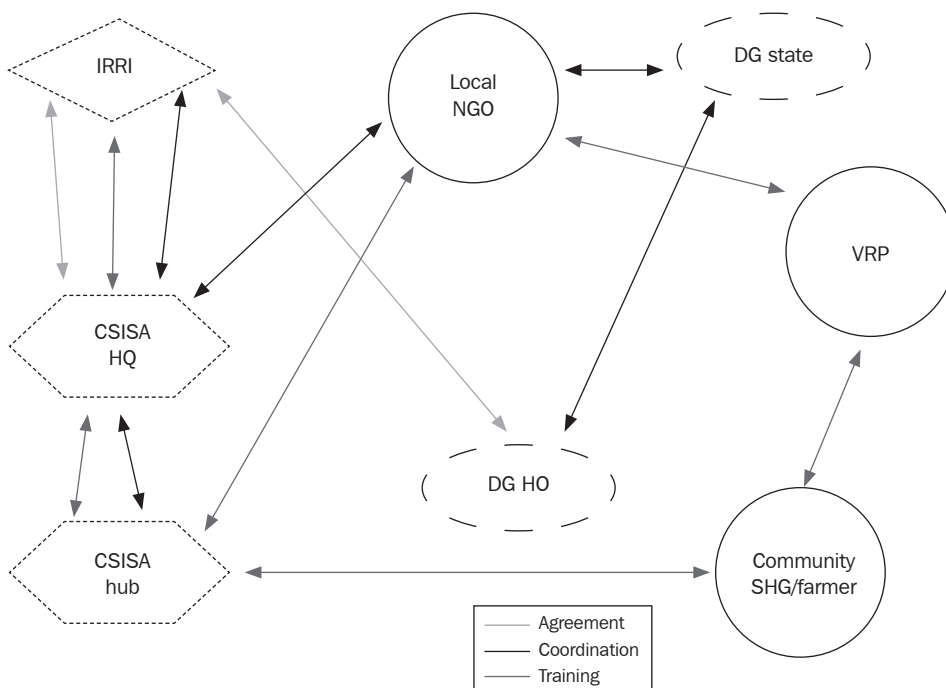 IRRI
Local
NGO
DG state
VRP
CSISA
HQ
DG HO
CSISA
hub
Community
SHG/farmer
Agreement
Coordination
Training